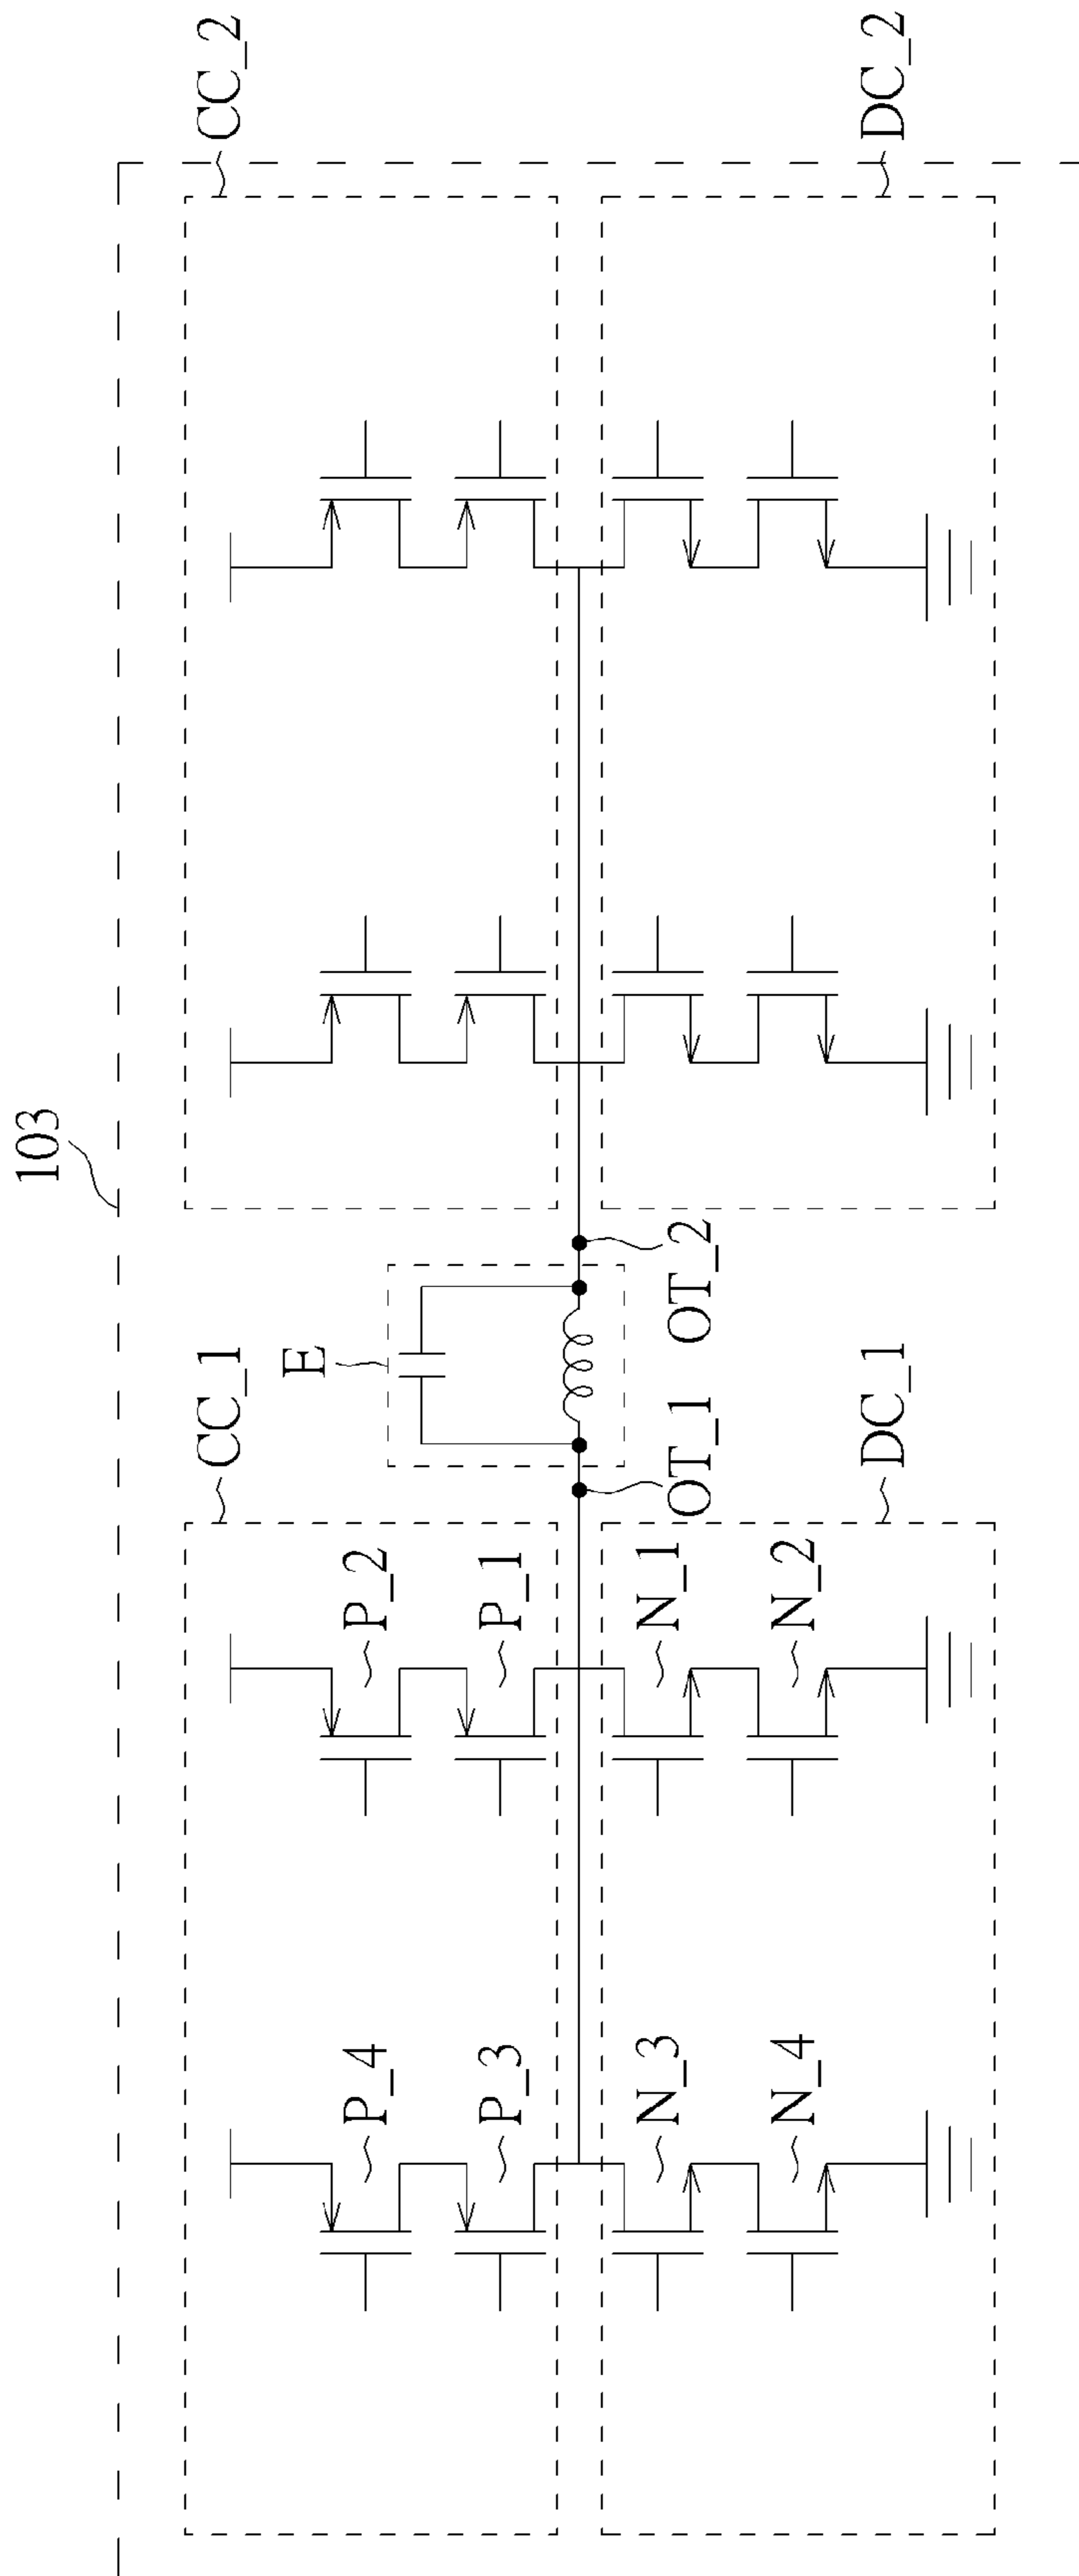 103
CC_1
CC_2
E
P_4
P_2
P_3
P_1
N_3
N_1
OT_1
OT_2
N_4
N_2
DC_1
DC_2